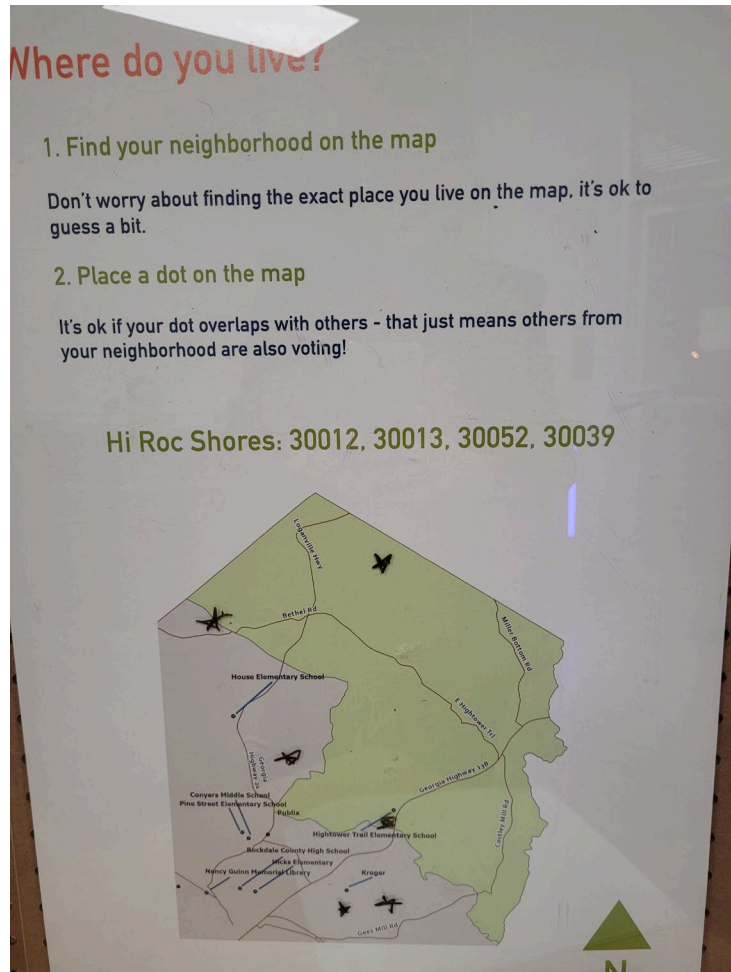 Where do you live?
1. Find your neighborhood on the map
Don't worry about finding the exact place you live on the map, it's ok to
guess a bit.
2. Place a dot on the map
It's ok if your dot overlaps with others - that just means others from
your neighborhood are also voting!
Hi Roc Shores: 30012, 30013, 30052, 30039
Loganville Hwy
Bethel Rd
Miller Bottom Rd
House Elementary School
E Hightower Trl
Georgia
Highway 20
Georgia Highway 138
Conyers Middle School
Pine Street Elementary School
Publix
Costley Mill Rd
Hightower Trail Elementary School
Rockdale County High School
Hicks Elementary
Nancy Guinn Memorial Library
Kroger
Gees Mill Rd
N